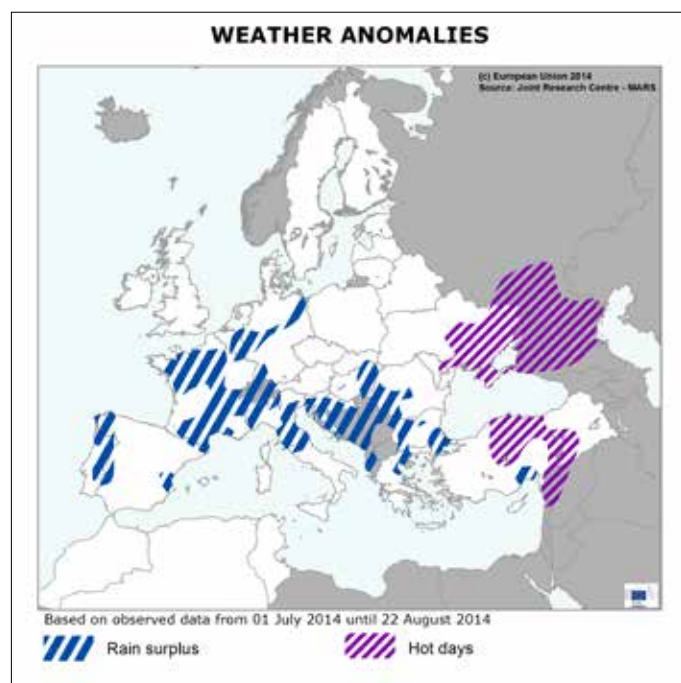 WEATHER ANOMALIES
(c) European Union 2014
Source: Joint Research Centre - MARS
Based on observed data from 01 July 2014 until 22 August 2014
Rain surplus
Hot days